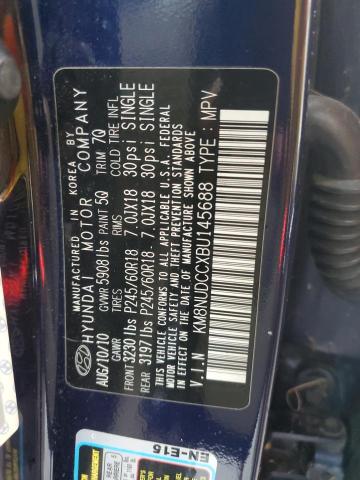 MANUFACTURED IN KOREA BY
HYUNDAI MOTOR COMPANY
AUG/10/10 GVWR 5908 lbs PAINT 5Q TRIM 7Q
GAWR TIRES RIMS COLD TIRE INFL
FRONT 3230 lbs P245/60R18 7.0JX18 30psi SINGLE
REAR 3197 lbs P245/60R18 7.0JX18 30psi SINGLE
THIS VEHICLE CONFORMS TO ALL APPLICABLE U.S.A. FEDERAL
MOTOR VEHICLE SAFETY AND THEFT PREVENTION STANDARDS
IN EFFECT ON THE DATE OF MANUFACTURE SHOWN ABOVE
KM8NUDCCXBU145688 TYPE: MPV
V.I.N
EN-E15